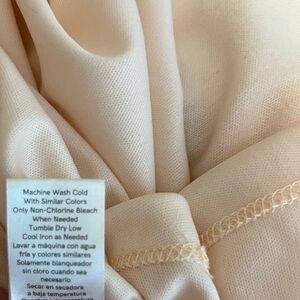 Machine Wash Cold
With Similar Colors
Only Non-Chlorine Bleach
When Needed
Tumble Dry Low
Cool Iron as Needed
Lavar a máquina con agua
fría y colores similares
Solamente blanqueador
sin cloro cuando sea
necesario
Secar en secadora
a baja temperatura